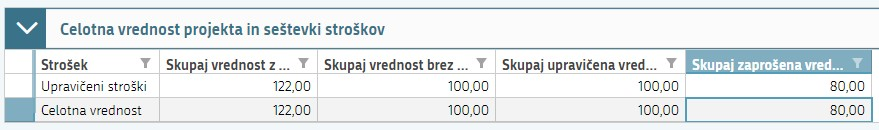 Celotna vrednost projekta in seštevki stroškov
Strošek Skupaj vrednost z ... Skupaj vrednost brez ... Skupaj upravičena vred... Skupaj zaprošena vred...
Upravičeni stroški 122,00 100,00 100,00 80,00
Celotna vrednost 122,00 100,00 100,00 80,00